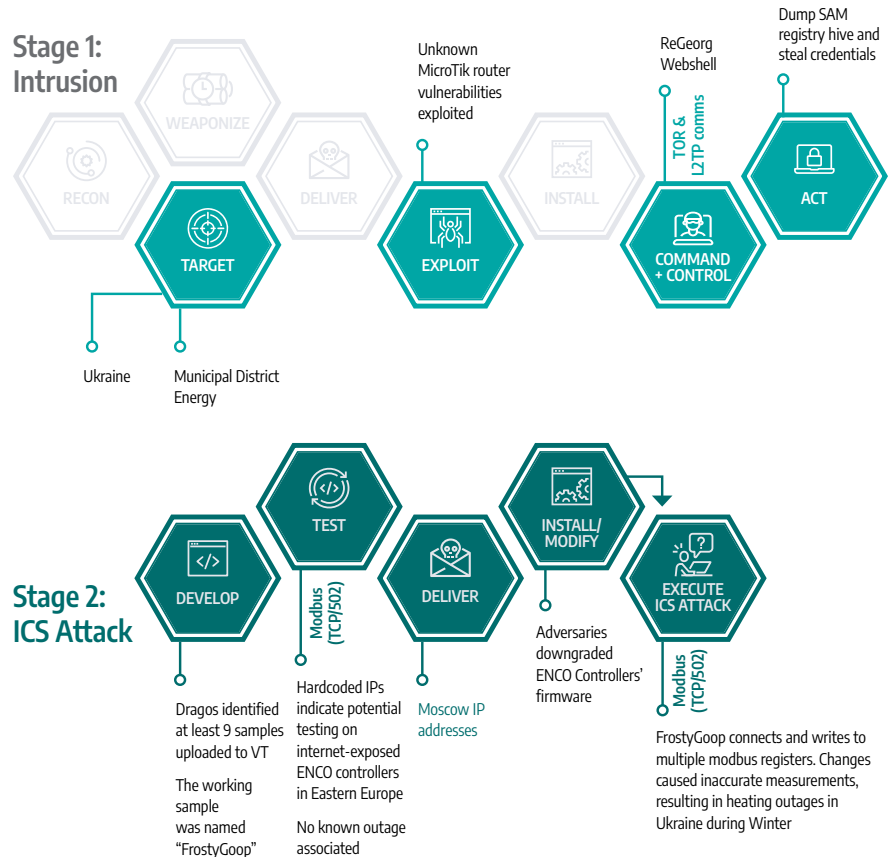 Stage 1:
Intrusion
RECON
WEAPONIZE
TARGET
DELIVER
EXPLOIT
INSTALL
COMMAND
+ CONTROL
ACT
Ukraine
Municipal District
Energy
Unknown
MicroTik router
vulnerabilities
exploited
ReGeorg
Webshell
TOR &
L2TP comms
Dump SAM
registry hive and
steal credentials
Stage 2:
ICS Attack
DEVELOP
TEST
DELIVER
INSTALL/
MODIFY
EXECUTE
ICS ATTACK
Dragos identified
at least 9 samples
uploaded to VT
The working
sample
was named
“FrostyGoop”
Modbus
(TCP/502)
Hardcoded IPs
indicate potential
testing on
internet-exposed
ENCO controllers
in Eastern Europe
No known outage
associated
Moscow IP
addresses
Adversaries
downgraded
ENCO Controllers’
firmware
Modbus
(TCP/502)
FrostyGoop connects and writes to
multiple modbus registers. Changes
caused inaccurate measurements,
resulting in heating outages in
Ukraine during Winter